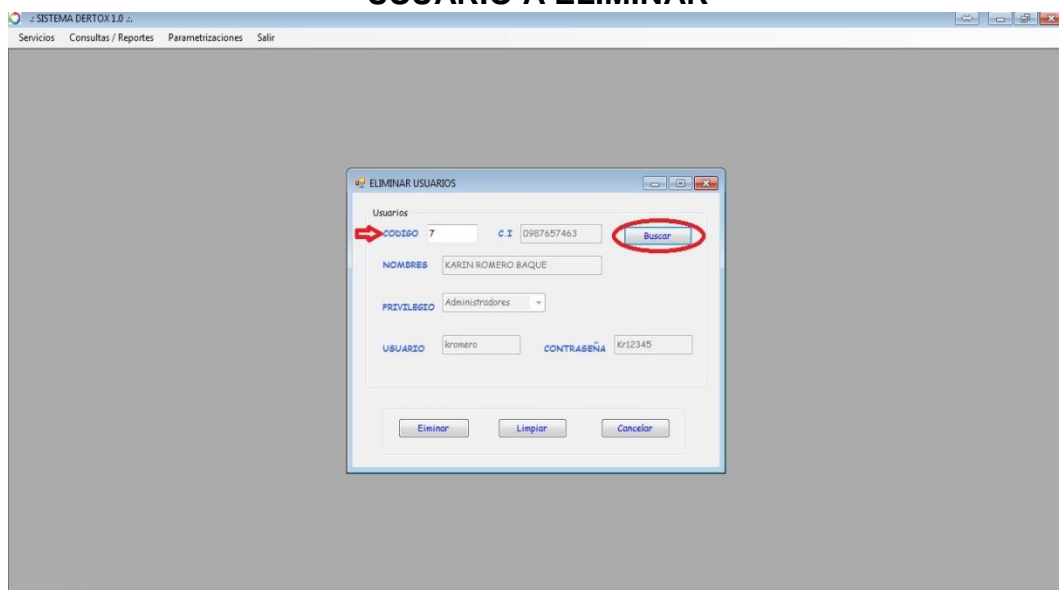 USUARIO A ELIMINAR
.: SISTEMA DERTOX 1.0 :.
Servicios Consultas / Reportes Parametrizaciones Salir
ELIMINAR USUARIOS
Usuarios
CODIGO 7 C.I 0987657463 Buscar
NOMBRES KARIN ROMERO BAQUE
PRIVILEGIO Administradores
USUARIO kromero CONTRASEÑA Kr12345
Eiminar Limpiar Cancelar